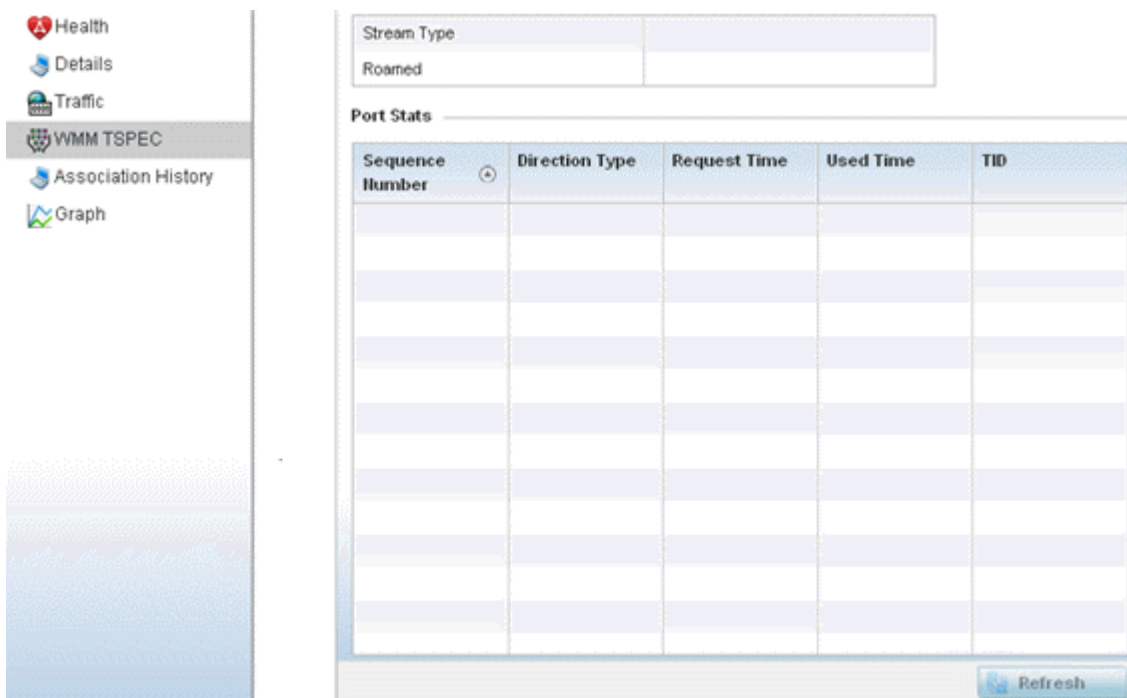 Health
Details
Traffic
WMM TSPEC
Association History
Graph
Stream Type
Roamed
Port Stats
Sequence Number
Direction Type
Request Time
Used Time
TID
Refresh